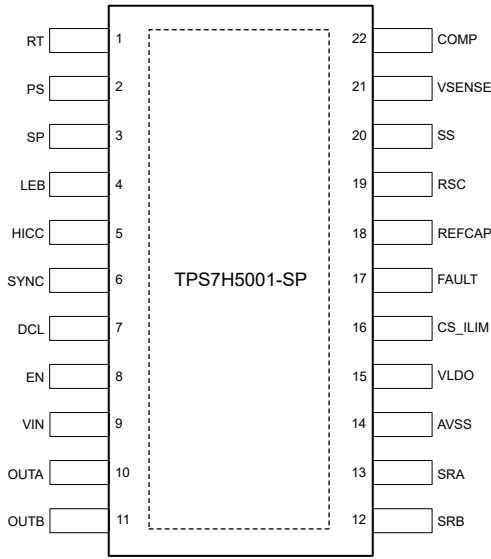 RT 1 22 COMP
PS 2 21 VSENSE
SP 3 20 SS
LEB 4 19 RSC
HICC 5 18 REFCAP
SYNC 6 TPS7H5001-SP 17 FAULT
DCL 7 16 CS_ILIM
EN 8 15 VLDO
VIN 9 14 AVSS
OUTA 10 13 SRA
OUTB 11 12 SRB